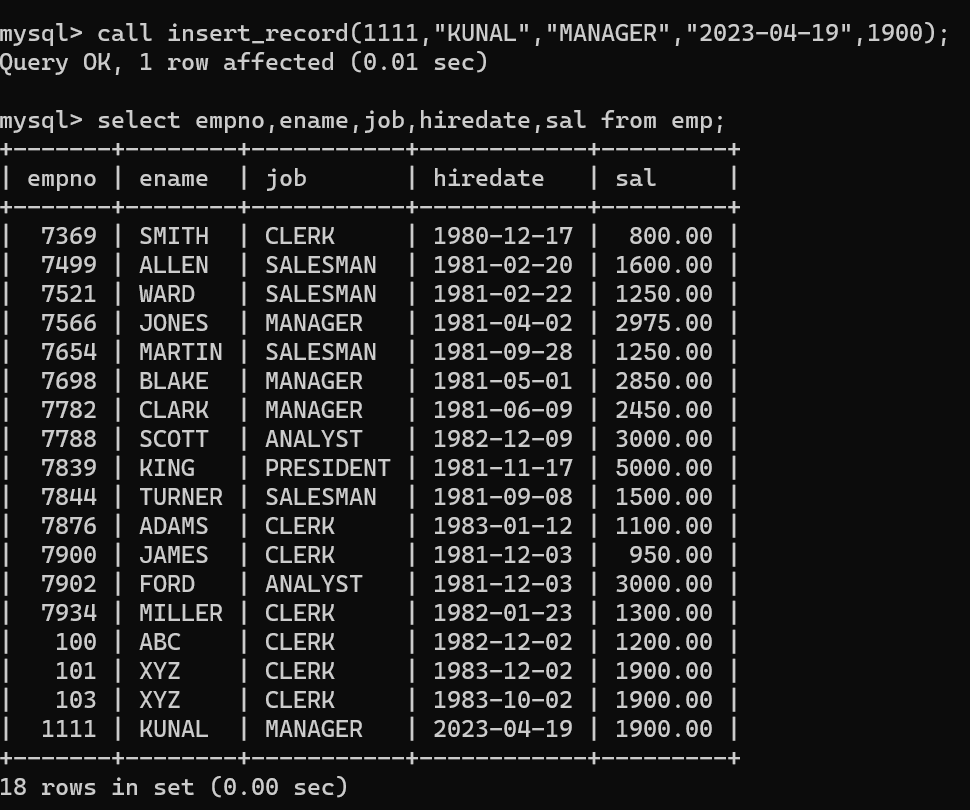 mysql> call insert_record(1111,"KUNAL","MANAGER","2023-04-19",1900);
Query OK, 1 row affected (0.01 sec)
mysql> select empno,ename,job,hiredate,sal from emp;
+-------+--------+-----------+------------+---------+
| empno | ename  | job       | hiredate   | sal     |
+-------+--------+-----------+------------+---------+
|  7369 | SMITH  | CLERK     | 1980-12-17 |  800.00 |
|  7499 | ALLEN  | SALESMAN  | 1981-02-20 | 1600.00 |
|  7521 | WARD   | SALESMAN  | 1981-02-22 | 1250.00 |
|  7566 | JONES  | MANAGER   | 1981-04-02 | 2975.00 |
|  7654 | MARTIN | SALESMAN  | 1981-09-28 | 1250.00 |
|  7698 | BLAKE  | MANAGER   | 1981-05-01 | 2850.00 |
|  7782 | CLARK  | MANAGER   | 1981-06-09 | 2450.00 |
|  7788 | SCOTT  | ANALYST   | 1982-12-09 | 3000.00 |
|  7839 | KING   | PRESIDENT | 1981-11-17 | 5000.00 |
|  7844 | TURNER | SALESMAN  | 1981-09-08 | 1500.00 |
|  7876 | ADAMS  | CLERK     | 1983-01-12 | 1100.00 |
|  7900 | JAMES  | CLERK     | 1981-12-03 |  950.00 |
|  7902 | FORD   | ANALYST   | 1981-12-03 | 3000.00 |
|  7934 | MILLER | CLERK     | 1982-01-23 | 1300.00 |
|   100 | ABC    | CLERK     | 1982-12-02 | 1200.00 |
|   101 | XYZ    | CLERK     | 1983-12-02 | 1900.00 |
|   103 | XYZ    | CLERK     | 1983-10-02 | 1900.00 |
|  1111 | KUNAL  | MANAGER   | 2023-04-19 | 1900.00 |
+-------+--------+-----------+------------+---------+
18 rows in set (0.00 sec)